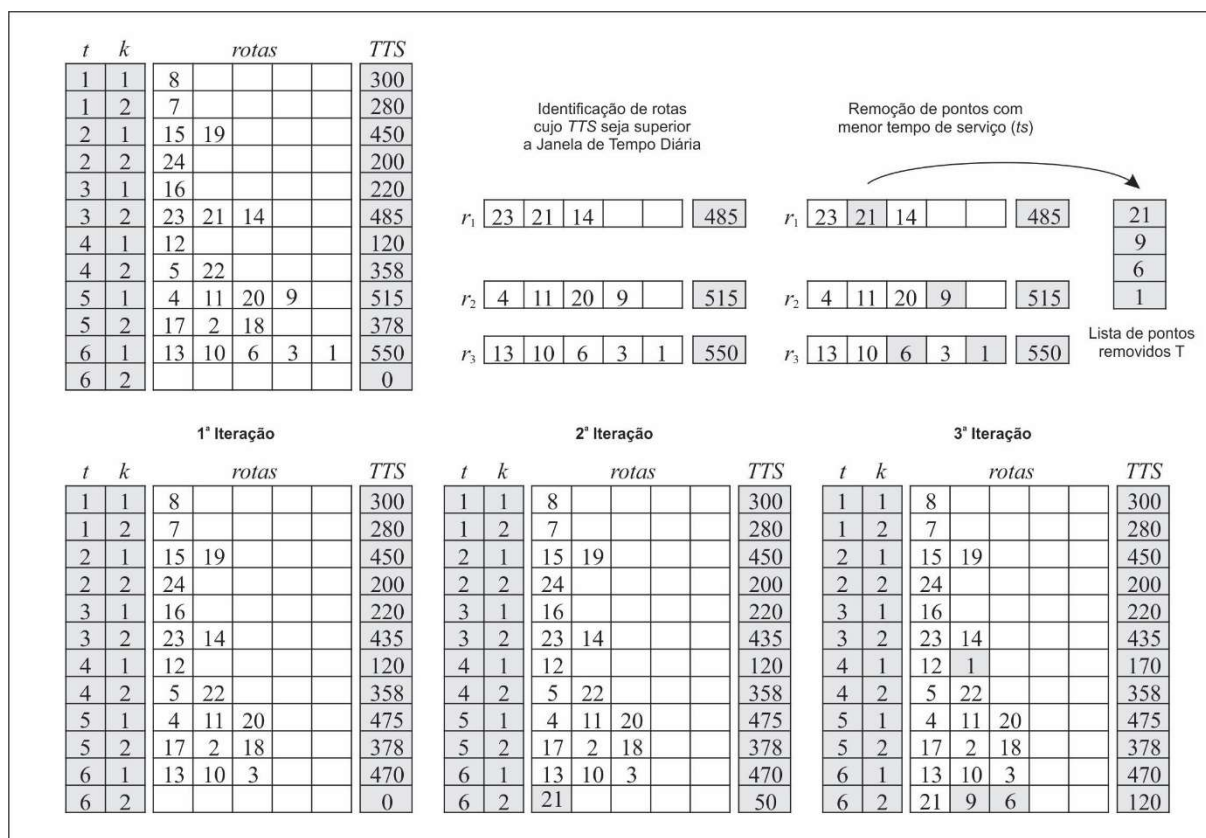 t k rotas TTS
1 1 8 300
1 2 7 280
2 1 15 19 450
2 2 24 200
3 1 16 220
3 2 23 21 14 485
4 1 12 120
4 2 5 22 358
5 1 4 11 20 9 515
5 2 17 2 18 378
6 1 13 10 6 3 1 550
6 2 0
Identificação de rotas
cujo TTS seja superior
a Janela de Tempo Diária
r1 23 21 14 485
r2 4 11 20 9 515
r3 13 10 6 3 1 550
Remoção de pontos com
menor tempo de serviço (ts)
r1 23 21 14 485
r2 4 11 20 9 515
r3 13 10 6 3 1 550
21
9
6
1
Lista de pontos
removidos T
1ª Iteração
t k rotas TTS
1 1 8 300
1 2 7 280
2 1 15 19 450
2 2 24 200
3 1 16 220
3 2 23 14 435
4 1 12 120
4 2 5 22 358
5 1 4 11 20 475
5 2 17 2 18 378
6 1 13 10 3 470
6 2 0
2ª Iteração
t k rotas TTS
1 1 8 300
1 2 7 280
2 1 15 19 450
2 2 24 200
3 1 16 220
3 2 23 14 435
4 1 12 120
4 2 5 22 358
5 1 4 11 20 475
5 2 17 2 18 378
6 1 13 10 3 470
6 2 21 50
3ª Iteração
t k rotas TTS
1 1 8 300
1 2 7 280
2 1 15 19 450
2 2 24 200
3 1 16 220
3 2 23 14 435
4 1 12 1 170
4 2 5 22 358
5 1 4 11 20 475
5 2 17 2 18 378
6 1 13 10 3 470
6 2 21 9 6 120